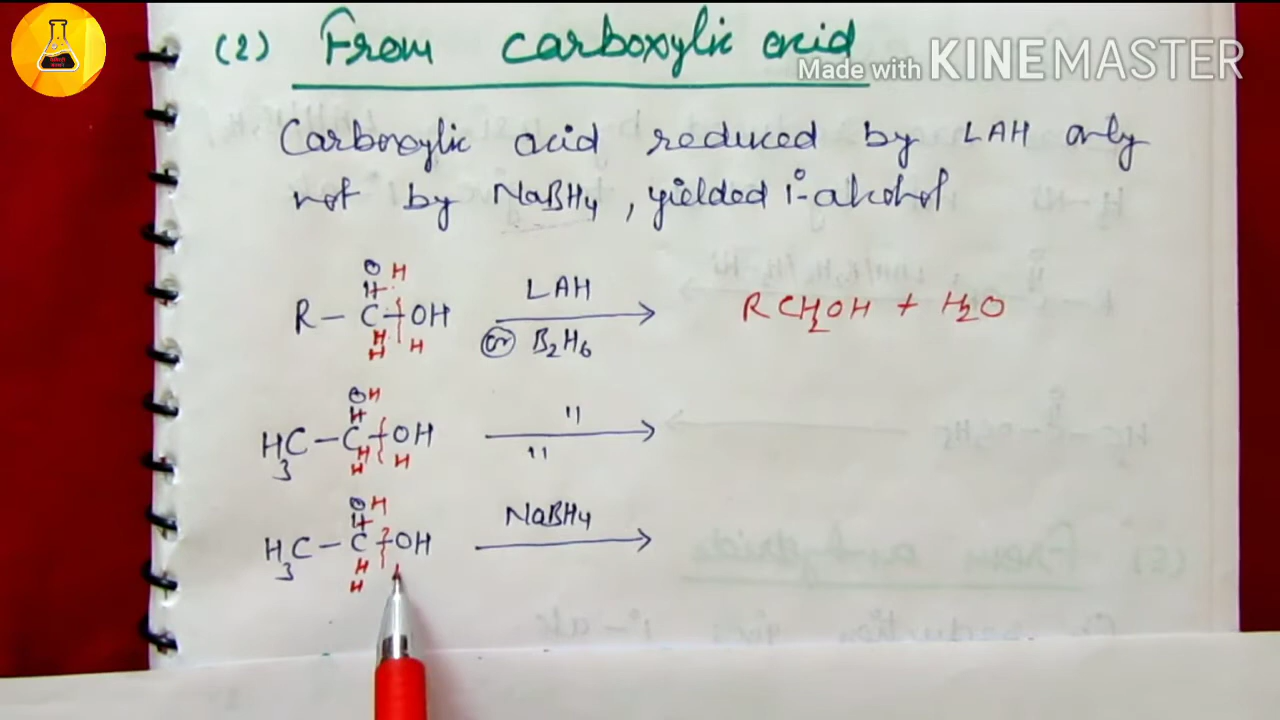 (2) From carboxylic acid
Made with KINEMASTER
Carboxylic acid reduced by LAH only
not by NaBH4, yielded 1°-alcohol
O H
R – C – OH LAH RCH2OH + H2O
H H (or) B2H6
H
O H
H3C – C – OH "
H H "
H
O H
H3C – C – OH NaBH4
H
H